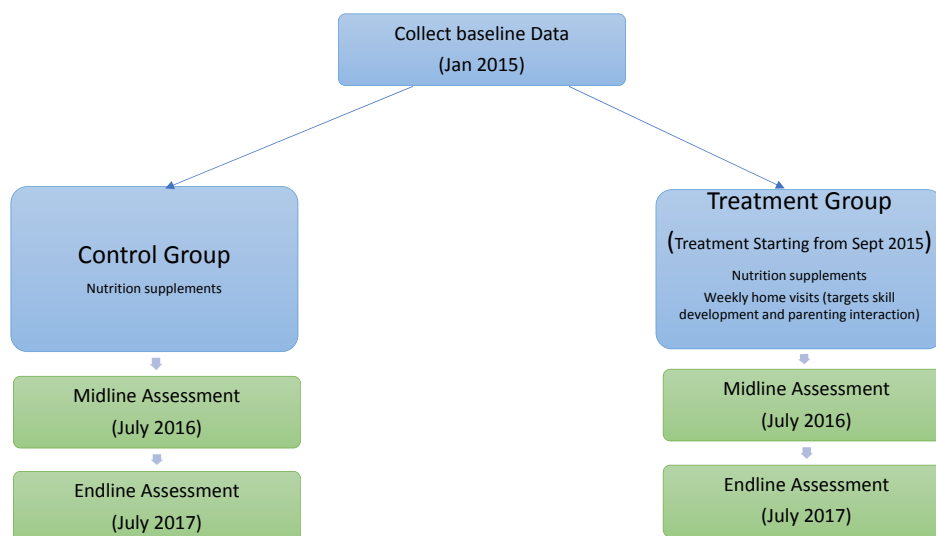 Collect baseline Data
(Jan 2015)
Control Group
Nutrition supplements
Treatment Group
(Treatment Starting from Sept 2015)
Nutrition supplements
Weekly home visits (targets skill
development and parenting interaction)
Midline Assessment
(July 2016)
Midline Assessment
(July 2016)
Endline Assessment
(July 2017)
Endline Assessment
(July 2017)